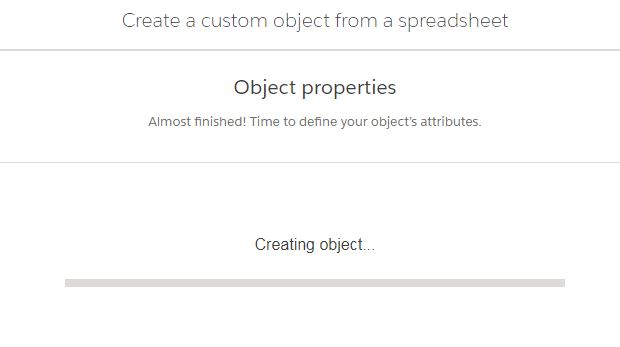 Create a custom object from a spreadsheet
Object properties
Almost finished! Time to define your object's attributes.
Creating object...